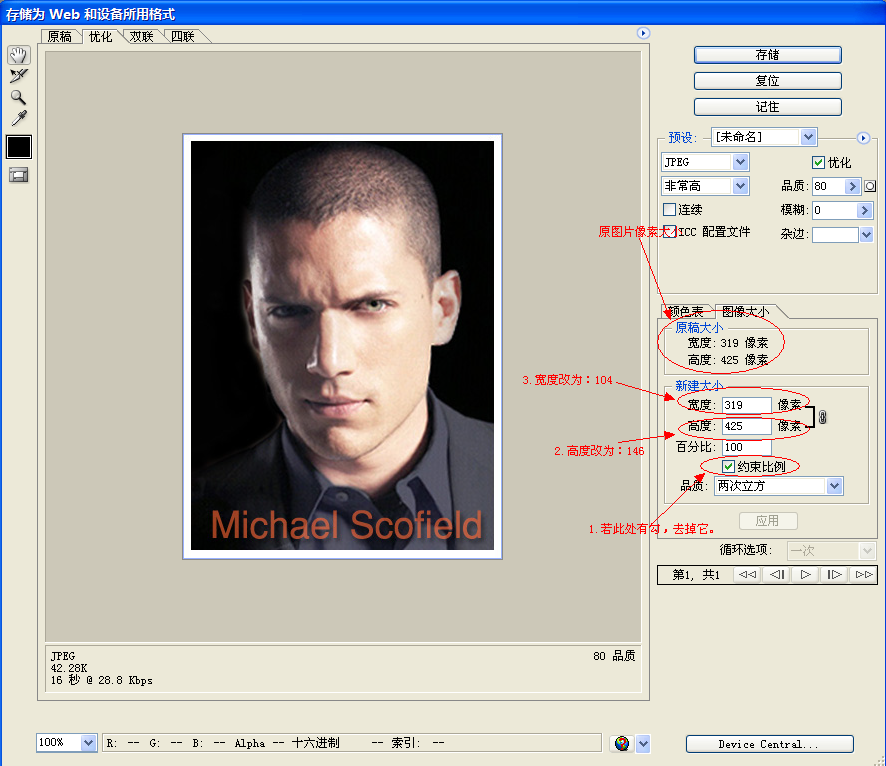 存储为 Web 和设备所用格式
原稿
优化
双联
四联
存储
复位
记住
预设:
[未命名]
JPEG
优化
非常高
品质: 80
连续
模糊: 0
原图片像素大小
ICC 配置文件
杂边:
颜色表
图像大小
原稿大小
宽度: 319 像素
高度: 425 像素
3.宽度改为:104
新建大小
宽度: 319 像素
高度: 425 像素
2.高度改为:146
百分比: 100
约束比例
品质: 两次立方
Michael Scofield
1.若此处有勾,去掉它。
应用
循环选项: 一次
第1, 共1
JPEG
42.28K
16 秒 @ 28.8 Kbps
80 品质
100%
R: -- G: -- B: -- Alpha -- 十六进制 -- 索引: --
Device Central...